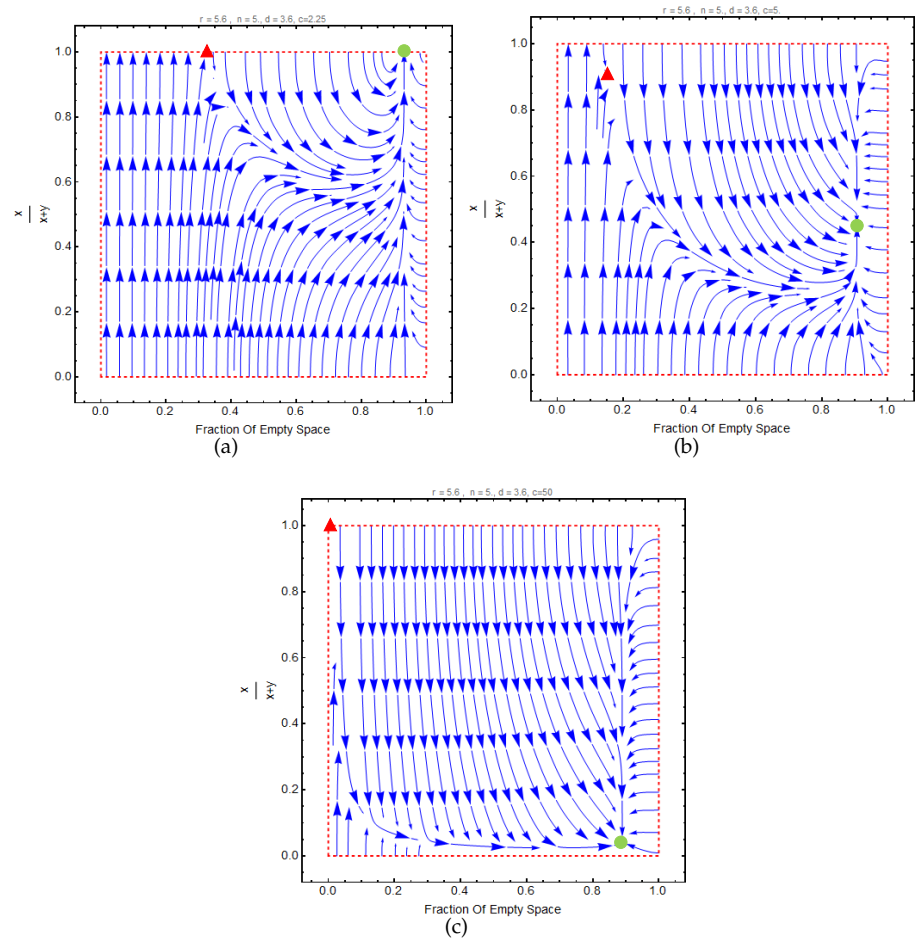 r = 5.6 , n = 5., d = 3.6, c=2.25
1.0
0.8
0.6
0.4
0.2
0.0
x
x+y
0.0 0.2 0.4 0.6 0.8 1.0
Fraction Of Empty Space
(a)
r = 5.6 , n = 5., d = 3.6, c=5.
1.0
0.8
0.6
0.4
0.2
0.0
x
x+y
0.0 0.2 0.4 0.6 0.8 1.0
Fraction Of Empty Space
(b)
r = 5.6 , n = 5., d = 3.6, c=50
1.0
0.8
0.6
0.4
0.2
0.0
x
x+y
0.0 0.2 0.4 0.6 0.8 1.0
Fraction Of Empty Space
(c)